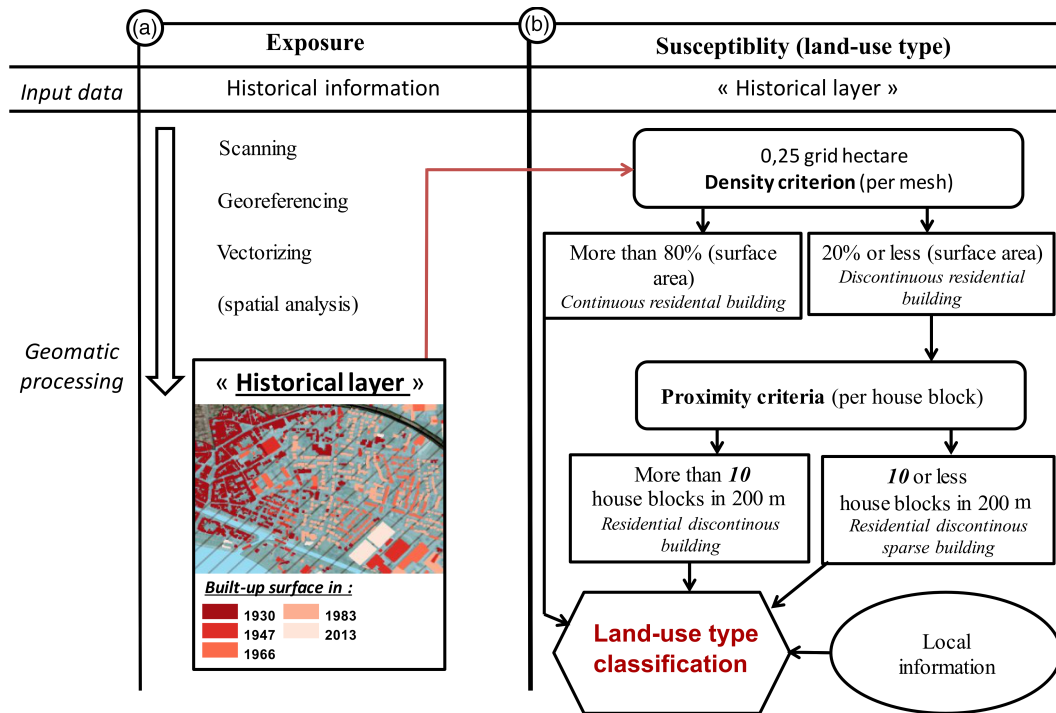 (a)
Exposure
(b)
Susceptiblity (land-use type)
Input data
Historical information
« Historical layer »
Geomatic
processing
Scanning
Georeferencing
Vectorizing
(spatial analysis)
« Historical layer »
Built-up surface in :
1930
1947
1966
1983
2013
0,25 grid hectare
Density criterion (per mesh)
More than 80% (surface
area)
Continuous residental building
20% or less (surface area)
Discontinuous residential
building
Proximity criteria (per house block)
More than 10
house blocks in 200 m
Residential discontinous
building
10 or less
house blocks in 200 m
Residential discontinous
sparse building
Land-use type
classification
Local
information